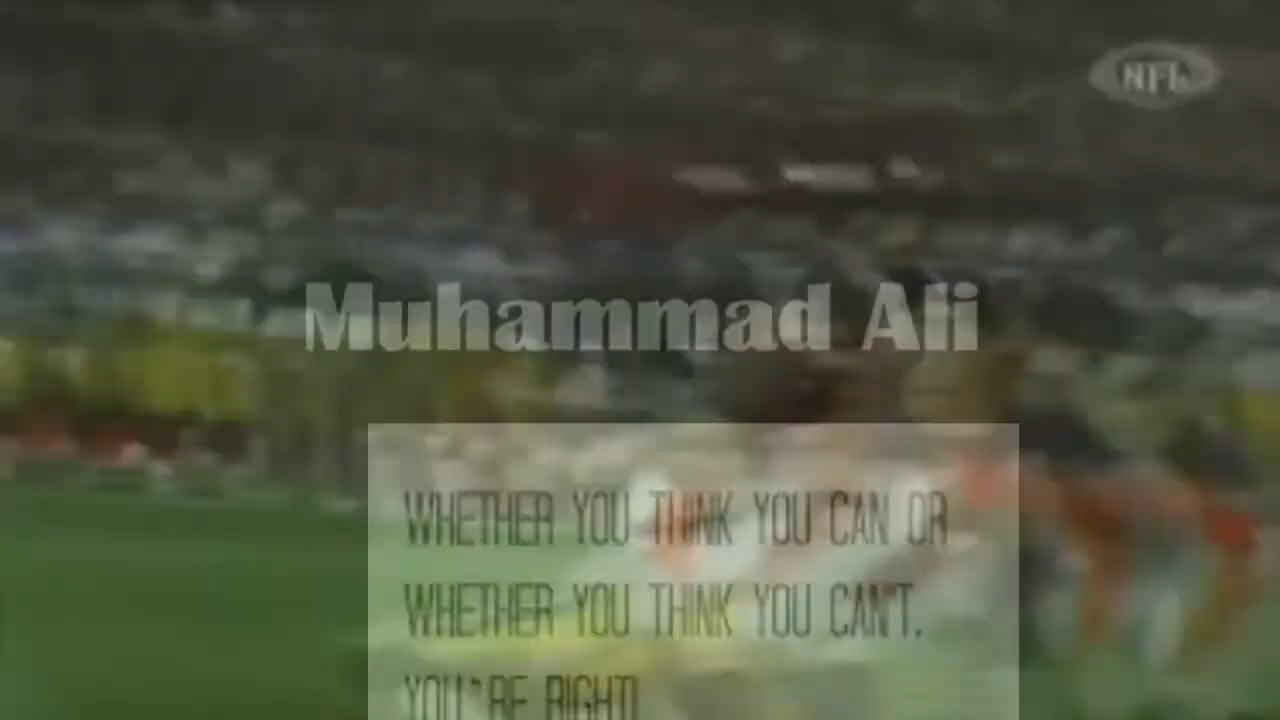 NFL
Muhammad Ali
WHETHER YOU THINK YOU CAN OR
WHETHER YOU THINK YOU CAN'T.
YOU'RE RIGHT!